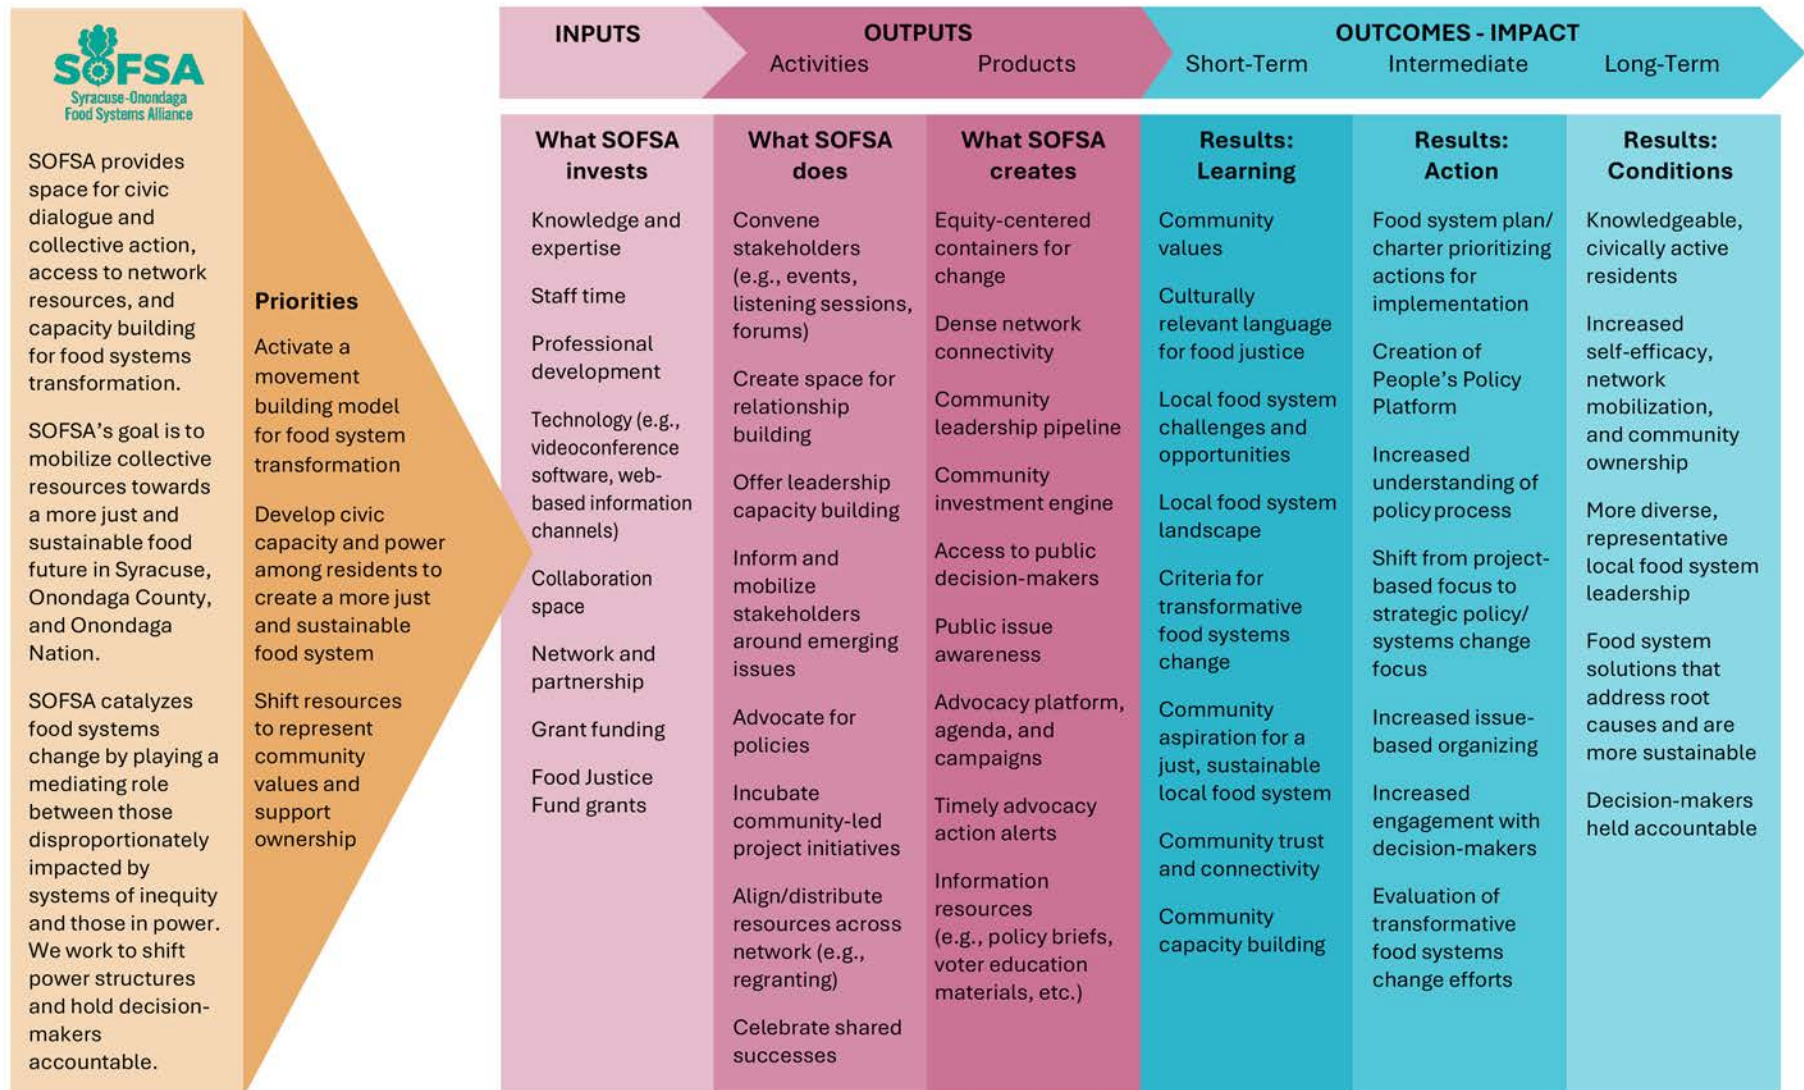 SOFSA
Syracuse-Onondaga
Food Systems Alliance
SOFSA provides
space for civic
dialogue and
collective action,
access to network
resources, and
capacity building
for food systems
transformation.
SOFSA's goal is to
mobilize collective
resources towards
a more just and
sustainable food
future in Syracuse,
Onondaga County,
and Onondaga
Nation.
SOFSA catalyzes
food systems
change by playing a
mediating role
between those
disproportionately
impacted by
systems of inequity
and those in power.
We work to shift
power structures
and hold decision-
makers
accountable.
Priorities
Activate a
movement
building model
for food system
transformation
Develop civic
capacity and power
among residents to
create a more just
and sustainable
food system
Shift resources
to represent
community
values and
support
ownership
INPUTS
OUTPUTS
Activities
Products
OUTCOMES - IMPACT
Short-Term
Intermediate
Long-Term
What SOFSA
invests
Knowledge and
expertise
Staff time
Professional
development
Technology (e.g.,
videoconference
software, web-
based information
channels)
Collaboration
space
Network and
partnership
Grant funding
Food Justice
Fund grants
What SOFSA
does
Convene
stakeholders
(e.g., events,
listening sessions,
forums)
Create space for
relationship
building
Offer leadership
capacity building
Inform and
mobilize
stakeholders
around emerging
issues
Advocate for
policies
Incubate
community-led
project initiatives
Align/distribute
resources across
network (e.g.,
regranting)
Celebrate shared
successes
What SOFSA
creates
Equity-centered
containers for
change
Dense network
connectivity
Community
leadership pipeline
Community
investment engine
Access to public
decision-makers
Public issue
awareness
Advocacy platform,
agenda, and
campaigns
Timely advocacy
action alerts
Information
resources
(e.g., policy briefs,
voter education
materials, etc.)
Results:
Learning
Community
values
Culturally
relevant language
for food justice
Local food system
challenges and
opportunities
Local food system
landscape
Criteria for
transformative
food systems
change
Community
aspiration for a
just, sustainable
local food system
Community trust
and connectivity
Community
capacity building
Results:
Action
Food system plan/
charter prioritizing
actions for
implementation
Creation of
People's Policy
Platform
Increased
understanding of
policy process
Shift from project-
based focus to
strategic policy/
systems change
focus
Increased issue-
based organizing
Increased
engagement with
decision-makers
Evaluation of
transformative
food systems
change efforts
Results:
Conditions
Knowledgeable,
civically active
residents
Increased
self-efficacy,
network
mobilization,
and community
ownership
More diverse,
representative
local food system
leadership
Food system
solutions that
address root
causes and are
more sustainable
Decision-makers
held accountable